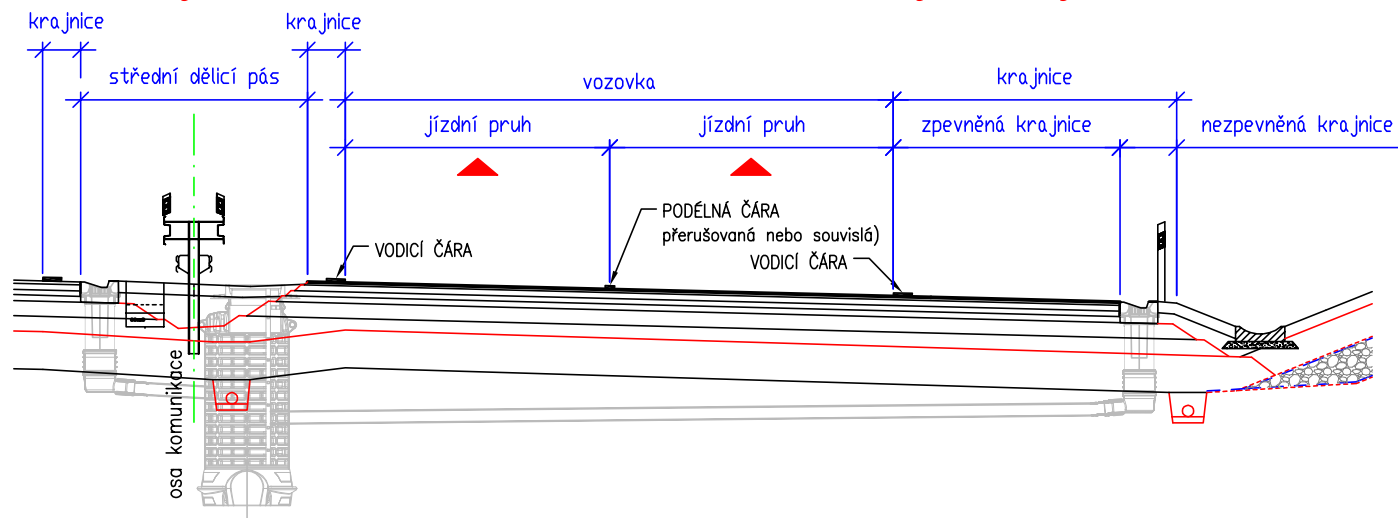 krajnice
krajnice
střední dělicí pás
vozovka
krajnice
jízdní pruh
jízdní pruh
zpevněná krajnice
nezpevněná krajnice
PODÉLNÁ ČÁRA
přerušovaná nebo souvislá)
VODICÍ ČÁRA
VODICÍ ČÁRA
osa komunikace